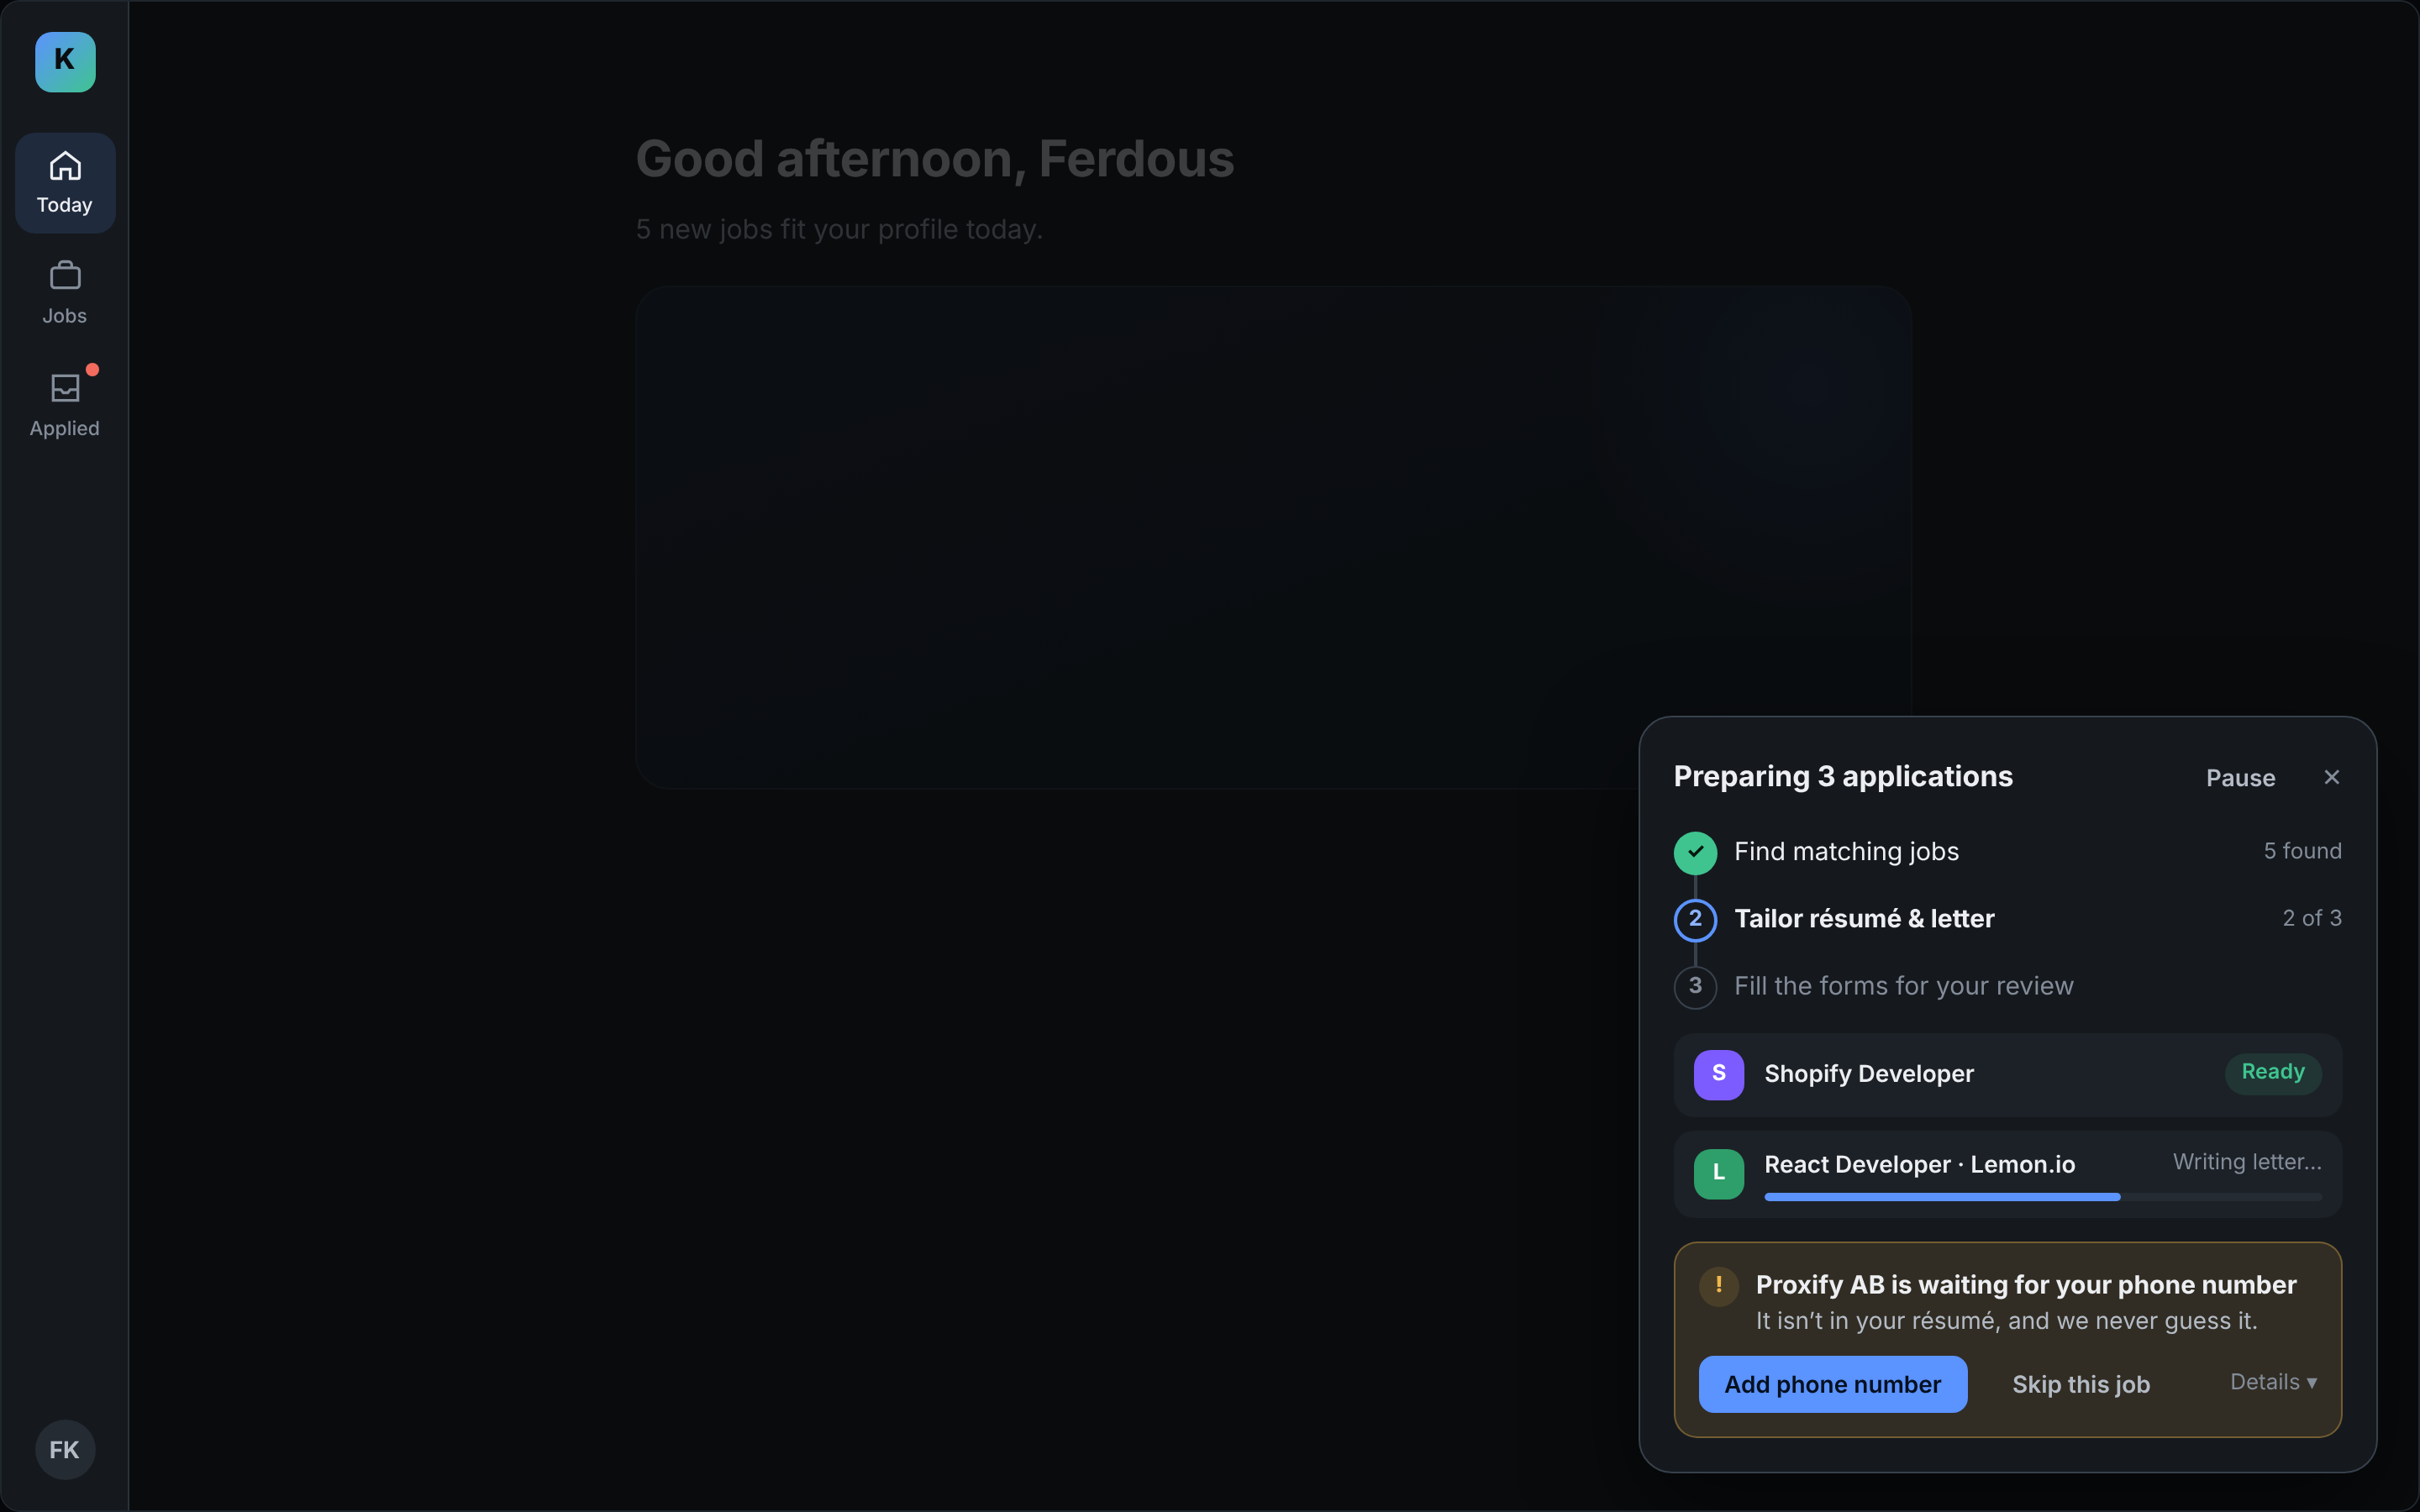 K
Today
Jobs
Applied
FK
Good afternoon, Ferdous
5 new jobs fit your profile today.
Preparing 3 applications Pause ✕
✓ Find matching jobs 5 found
2 Tailor résumé & letter 2 of 3
3 Fill the forms for your review
S Shopify Developer Ready
L React Developer · Lemon.io Writing letter...
! Proxify AB is waiting for your phone number
It isn’t in your résumé, and we never guess it.
Add phone number Skip this job Details ▾